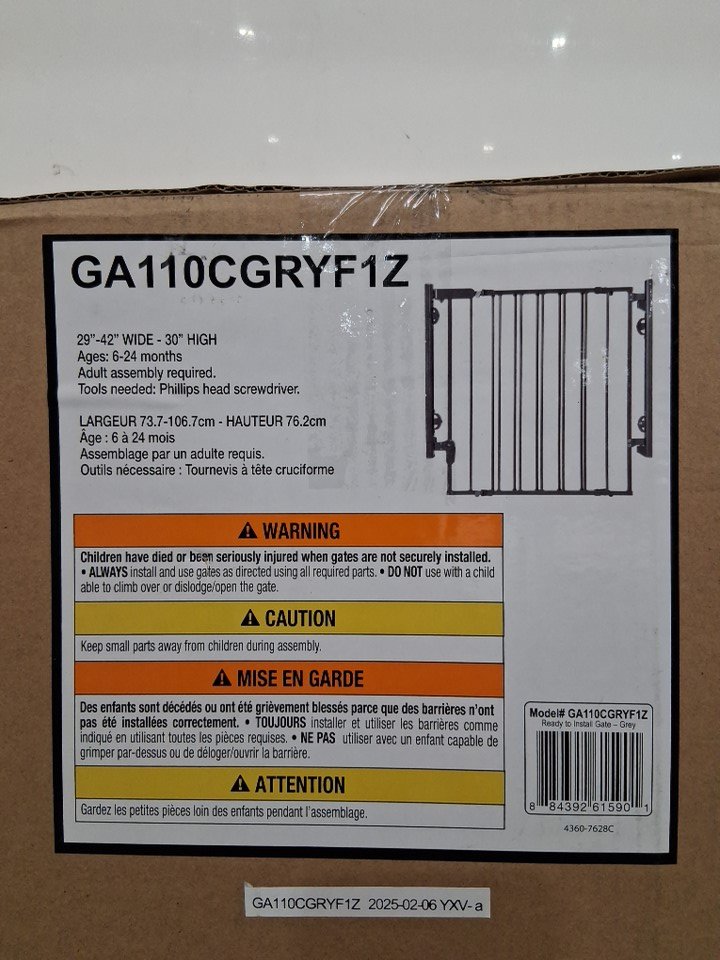 GA110CGRYF1Z
29”-42” WIDE - 30” HIGH
Ages: 6-24 months
Adult assembly required.
Tools needed: Phillips head screwdriver.
LARGEUR 73.7-106.7cm - HAUTEUR 76.2cm
Âge : 6 à 24 mois
Assemblage par un adulte requis.
Outils nécessaire : Tournevis à tête cruciforme
⚠ WARNING
Children have died or been seriously injured when gates are not securely installed.
• ALWAYS install and use gates as directed using all required parts. • DO NOT use with a child
able to climb over or dislodge/open the gate.
⚠ CAUTION
Keep small parts away from children during assembly.
⚠ MISE EN GARDE
Des enfants sont décédés ou ont été grièvement blessés parce que des barrières n’ont
pas été installées correctement. • TOUJOURS installer et utiliser les barrières comme
indiqué en utilisant toutes les pièces requises. • NE PAS utiliser avec un enfant capable de
grimper par-dessus ou de déloger/ouvrir la barrière.
⚠ ATTENTION
Gardez les petites pièces loin des enfants pendant l’assemblage.
Model# GA110CGRYF1Z
Ready to Install Gate – Grey
8 84392 61590 1
4360-7628C
GA110CGRYF1Z 2025-02-06 YXV- a